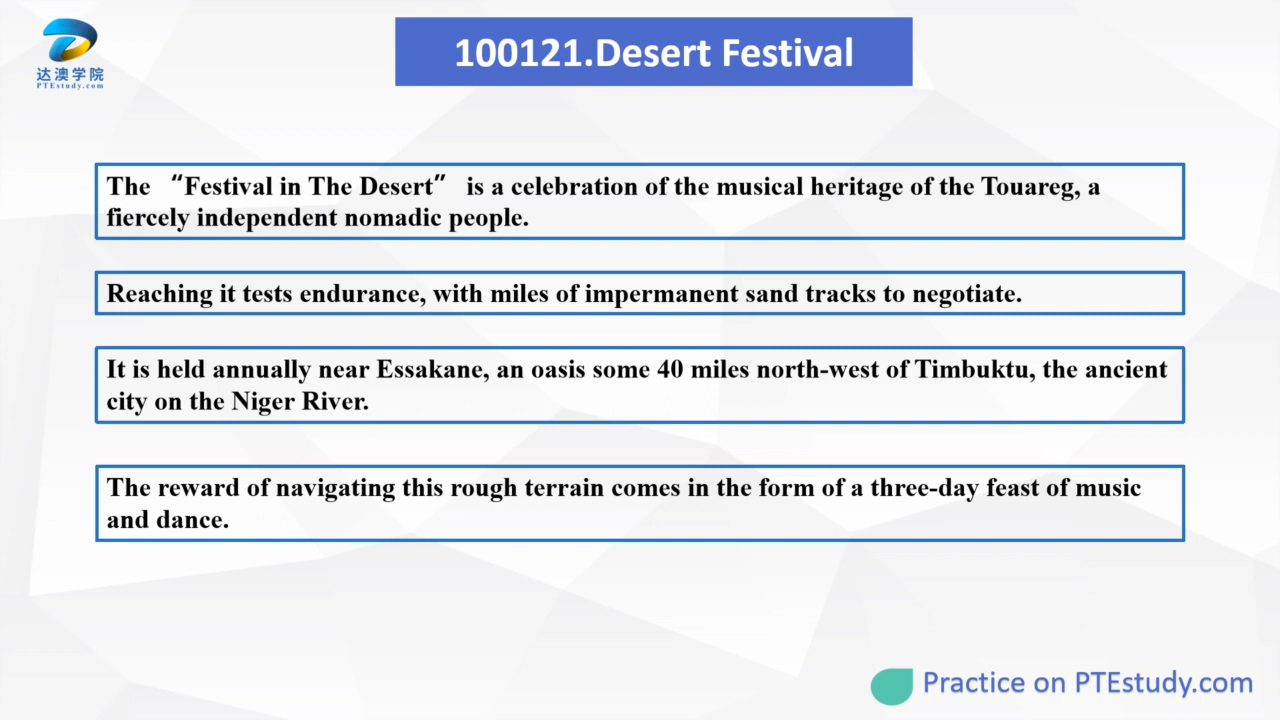 达澳学院
PTEstudy.com
100121.Desert Festival
The “Festival in The Desert” is a celebration of the musical heritage of the Touareg, a
fiercely independent nomadic people.
Reaching it tests endurance, with miles of impermanent sand tracks to negotiate.
It is held annually near Essakane, an oasis some 40 miles north-west of Timbuktu, the ancient
city on the Niger River.
The reward of navigating this rough terrain comes in the form of a three-day feast of music
and dance.
Practice on PTEstudy.com